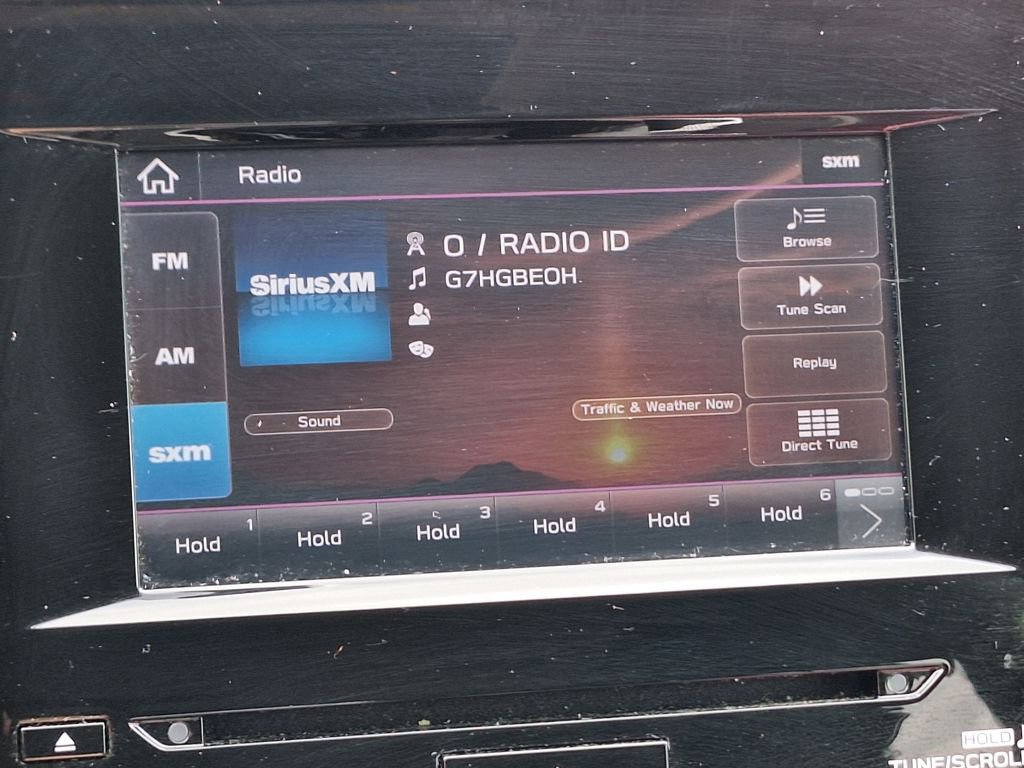 Radio
sxm
FM
AM
sxm
SiriusXM
0 / RADIO ID
G7HGBE0H
Browse
Tune Scan
Replay
Direct Tune
Sound
Traffic & Weather Now
1
Hold
2
Hold
3
Hold
4
Hold
5
Hold
6
Hold
HOLD
TUNE/SCROLL